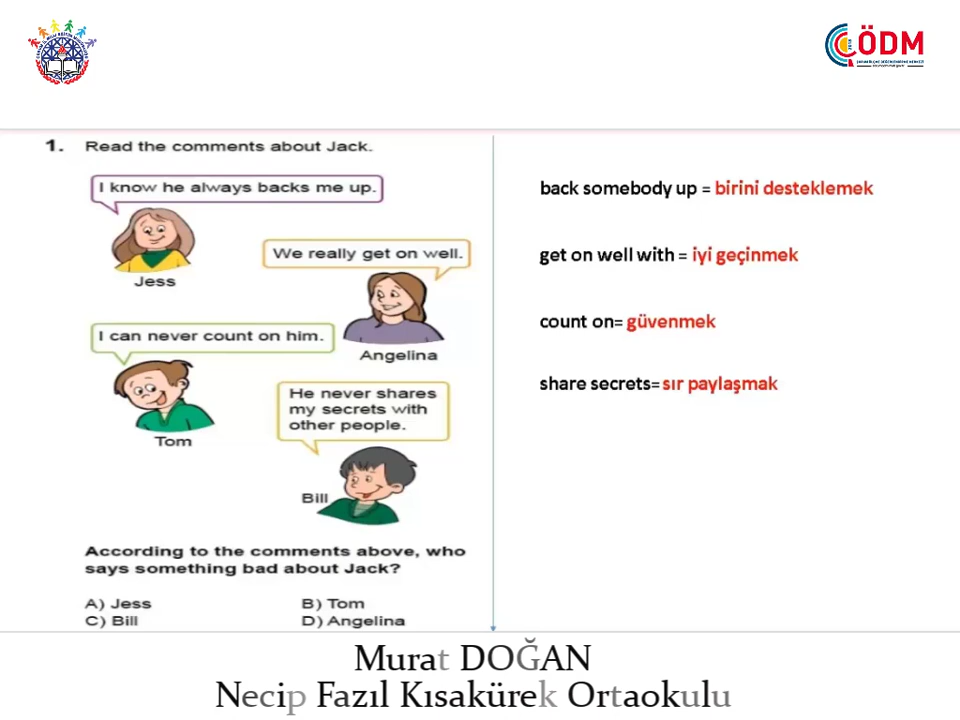 ÖDM
1. Read the comments about Jack.
I know he always backs me up.
Jess
We really get on well.
Angelina
I can never count on him.
Tom
He never shares
my secrets with
other people.
Bill
According to the comments above, who
says something bad about Jack?
A) Jess B) Tom
C) Bill D) Angelina
back somebody up = birini desteklemek
get on well with = iyi geçinmek
count on= güvenmek
share secrets= sır paylaşmak
Murat DOĞAN
Necip Fazıl Kısakürek Ortaokulu